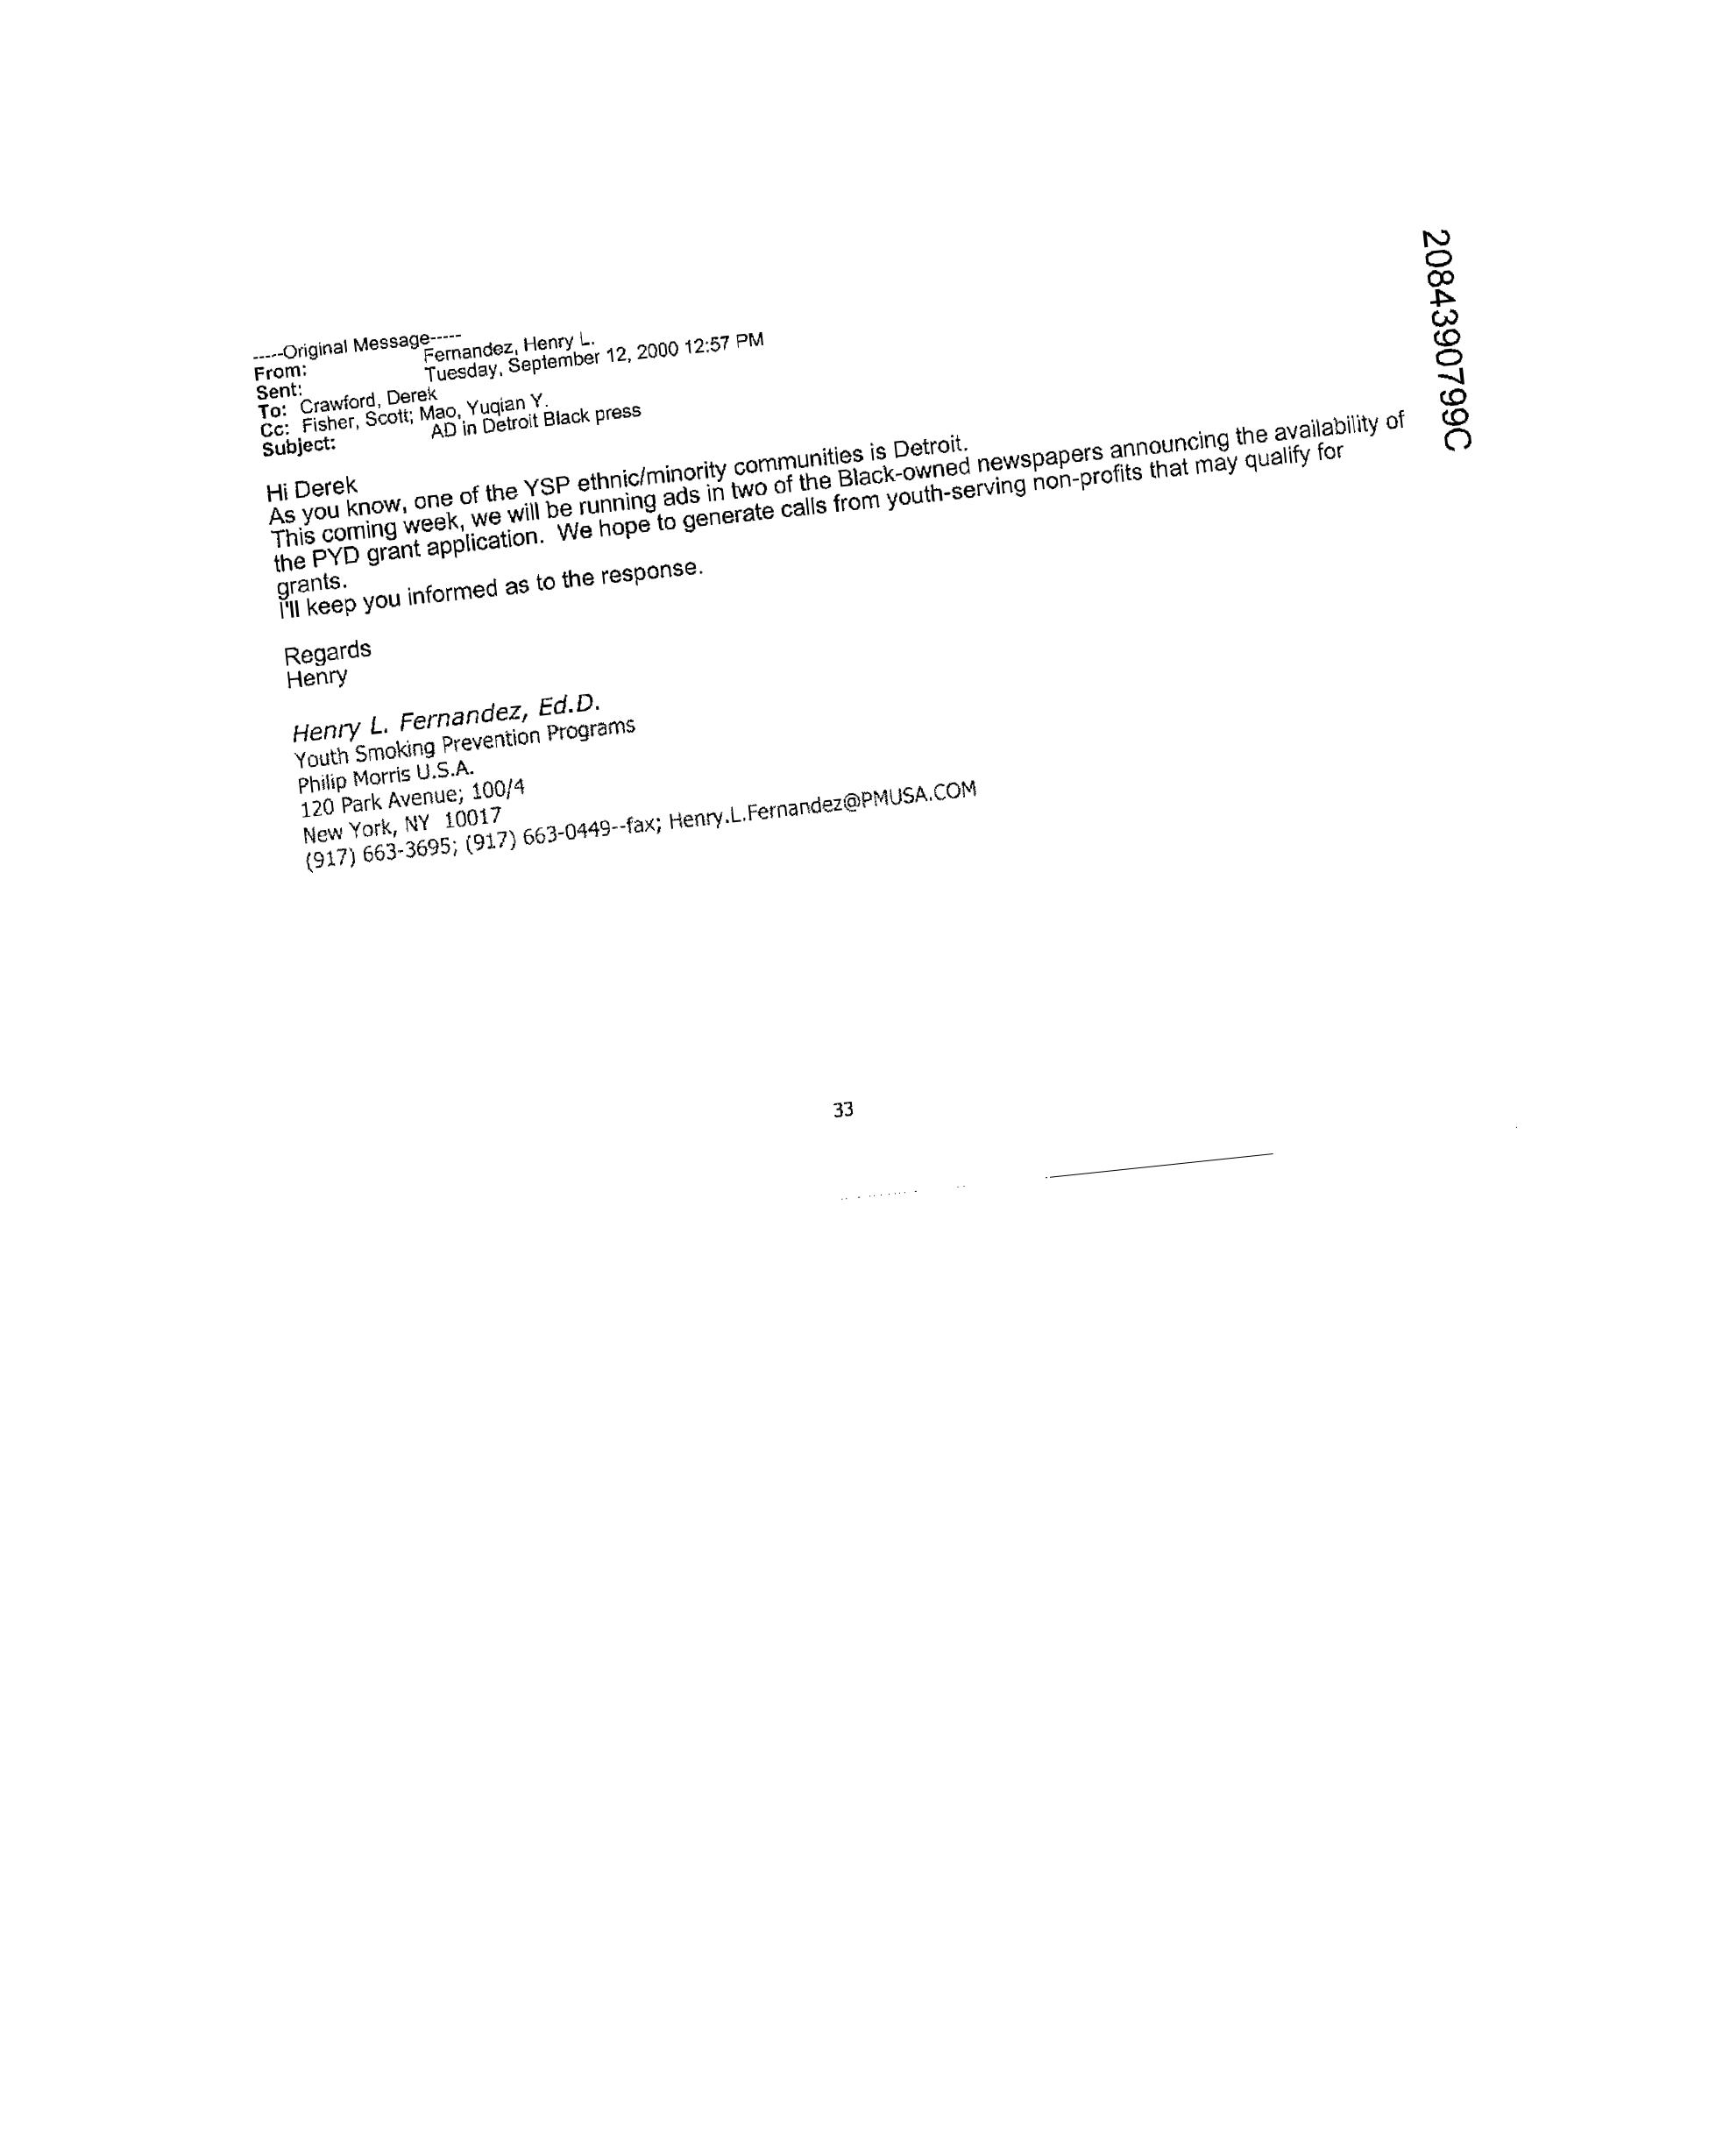 -----Original Message-----
From: Fernandez, Henry L.
Sent: Tuesday, September 12, 2000 12:57 PM
To: Crawford, Derek
Cc: Fisher, Scott; Mao, Yuqian Y.
Subject: AD in Detroit Black press
Hi Derek
As you know, one of the YSP ethnic/minority communities is Detroit.
This coming week, we will be running ads in two of the Black-owned newspapers announcing the availability of
the PYD grant application.  We hope to generate calls from youth-serving non-profits that may qualify for
grants.
I'll keep you informed as to the response.
Regards
Henry
Henry L. Fernandez, Ed.D.
Youth Smoking Prevention Programs
Philip Morris U.S.A.
120 Park Avenue; 100/4
New York, NY  10017
(917) 663-3695; (917) 663-0449--fax; Henry.L.Fernandez@PMUSA.COM
33
2084390799C